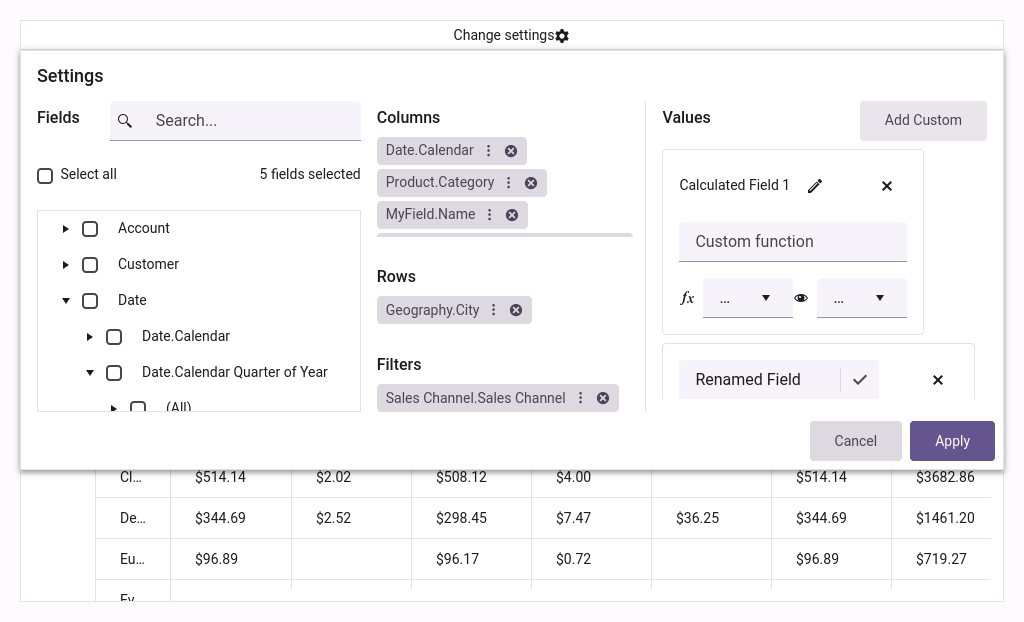 Change settings
Settings
Fields
Search...
Select all
5 fields selected
Account
Customer
Date
Date.Calendar
Date.Calendar Quarter of Year
(All)
Columns
Date.Calendar
Product.Category
MyField.Name
Rows
Geography.City
Filters
Sales Channel.Sales Channel
Values
Add Custom
Calculated Field 1
Custom function
fx ... ...
Renamed Field
Cancel
Apply
Cl... $514.14 $2.02 $508.12 $4.00 $514.14 $3682.86
De... $344.69 $2.52 $298.45 $7.47 $36.25 $344.69 $1461.20
Eu... $96.89 $96.17 $0.72 $96.89 $719.27